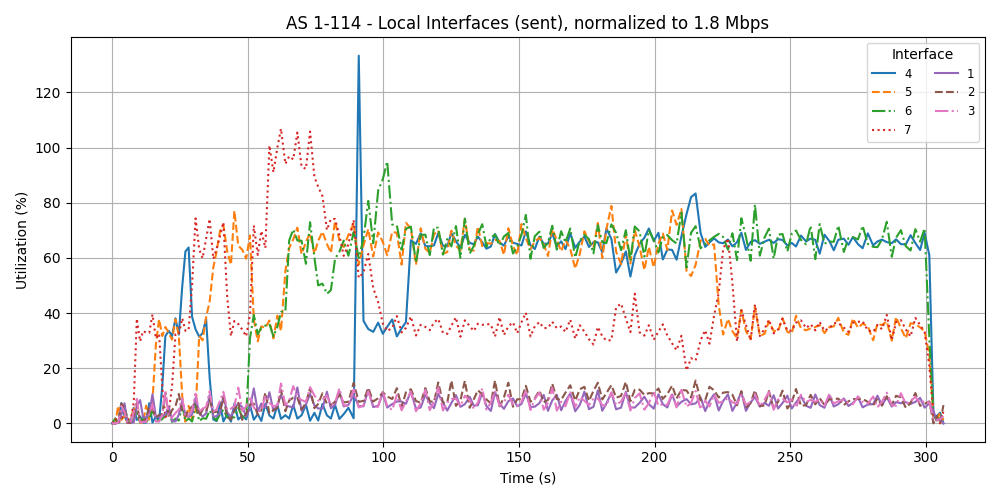 AS 1-114 - Local Interfaces (sent), normalized to 1.8 Mbps
Utilization (%)
120
100
80
60
40
20
0
Interface
4 1
5 2
6 3
7
0 50 100 150 200 250 300
Time (s)